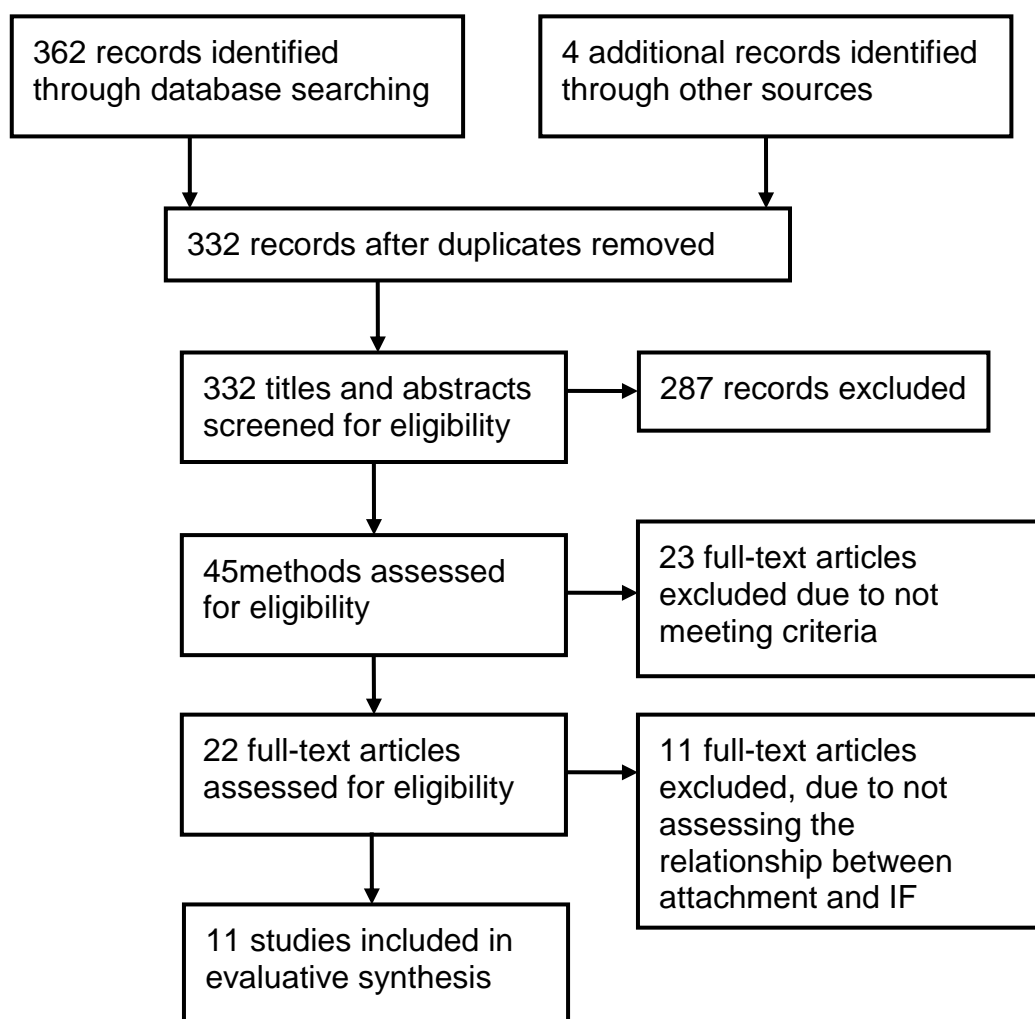 362 records identified
through database searching
4 additional records identified
through other sources
332 records after duplicates removed
332 titles and abstracts
screened for eligibility
287 records excluded
45methods assessed
for eligibility
23 full-text articles
excluded due to not
meeting criteria
22 full-text articles
assessed for eligibility
11 full-text articles
excluded, due to not
assessing the
relationship between
attachment and IF
11 studies included in
evaluative synthesis